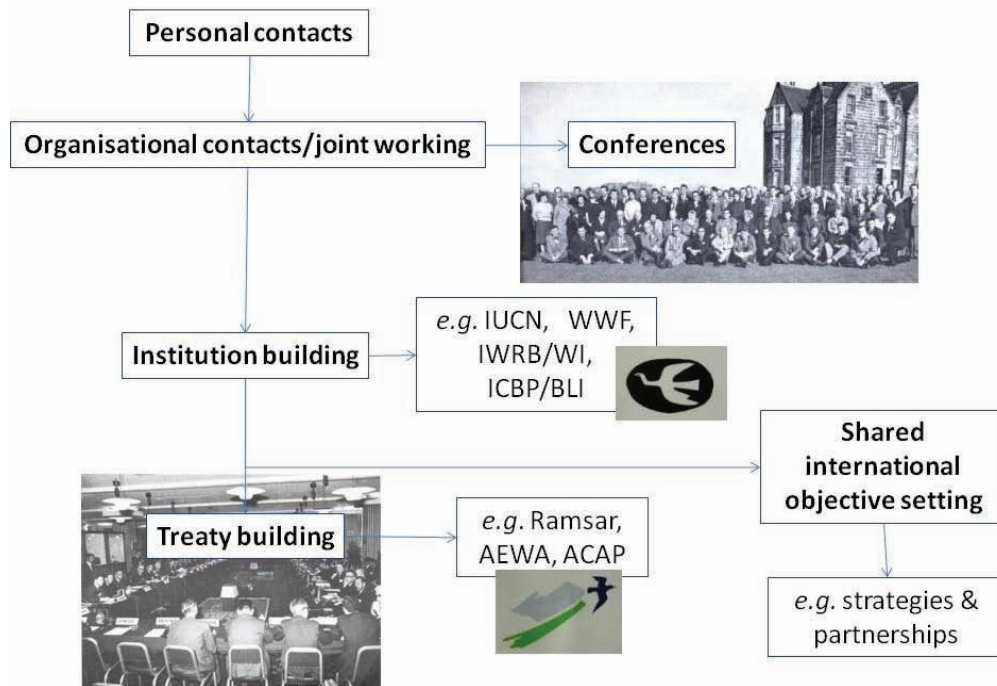 Personal contacts
Organisational contacts/joint working
Conferences
Institution building
e.g. IUCN, WWF,
IWRB/WI,
ICBP/BLI
Shared
international
objective setting
Treaty building
e.g. Ramsar,
AEWA, ACAP
e.g. strategies &
partnerships